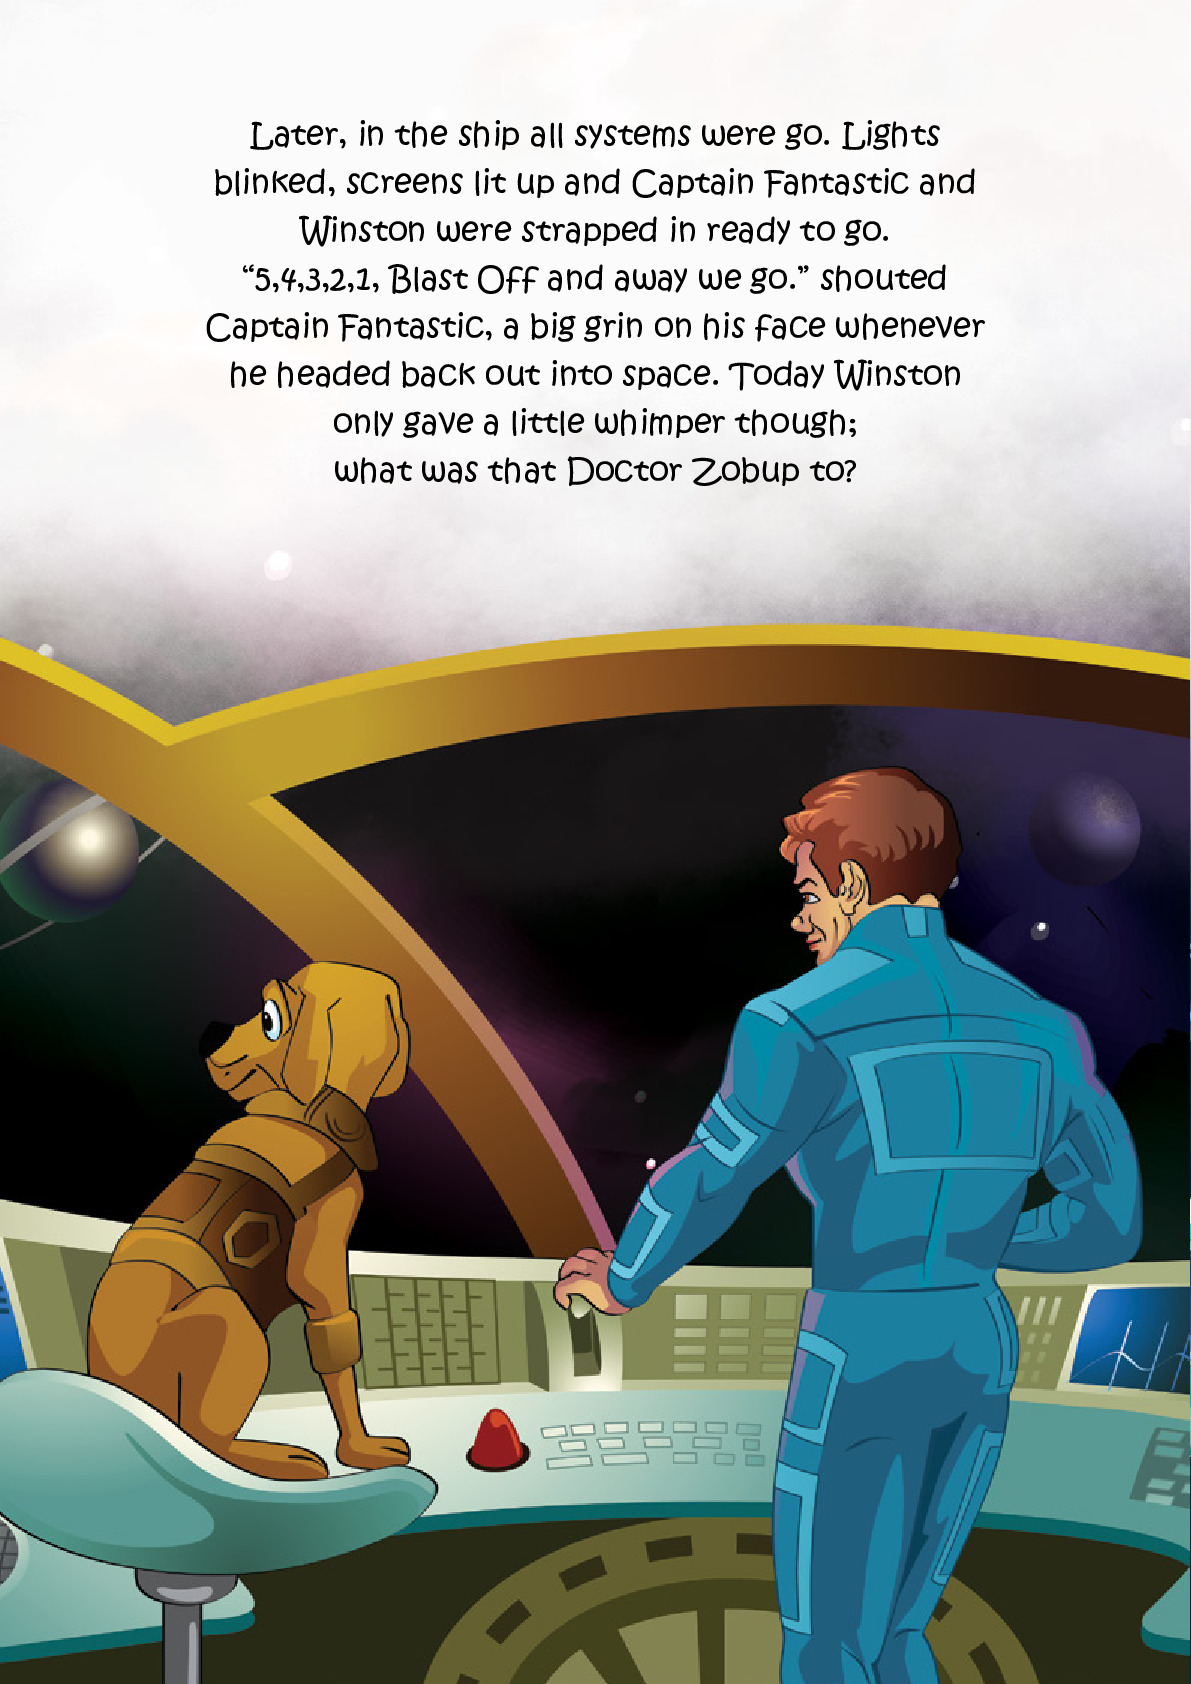 Later, in the ship all systems were go. Lights
blinked, screens lit up and Captain Fantastic and
Winston were strapped in ready to go.
“5,4,3,2,1, Blast Off and away we go.” shouted
Captain Fantastic, a big grin on his face whenever
he headed back out into space. Today Winston
only gave a little whimper though;
what was that Doctor Zobup to?